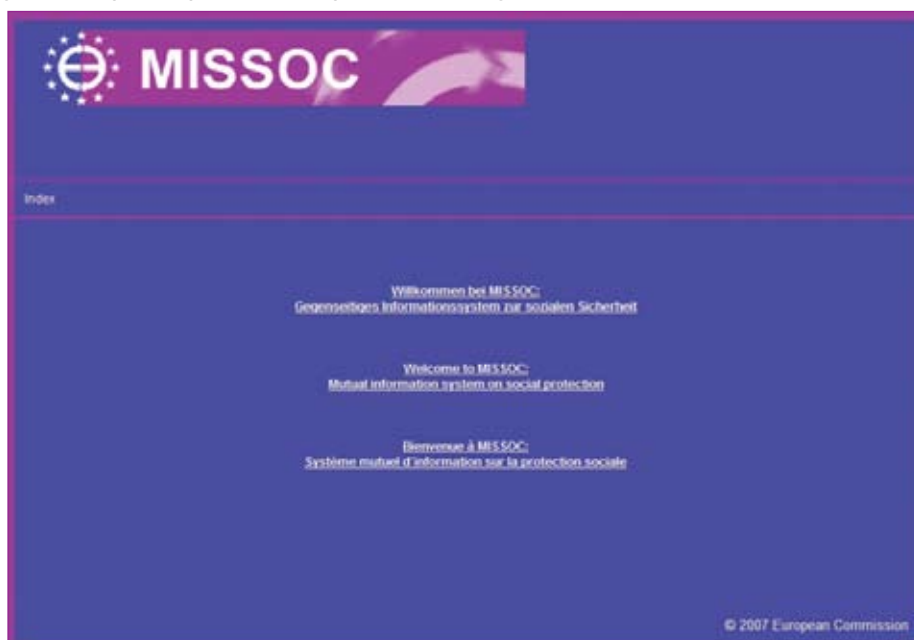 MISSOC
Index
Willkommen bei MISSOC:
Gegenseitiges Informationssystem zur sozialen Sicherheit
Welcome to MISSOC:
Mutual information system on social protection
Bienvenue à MISSOC:
Système mutuel d'information sur la protection sociale
© 2007 European Commission